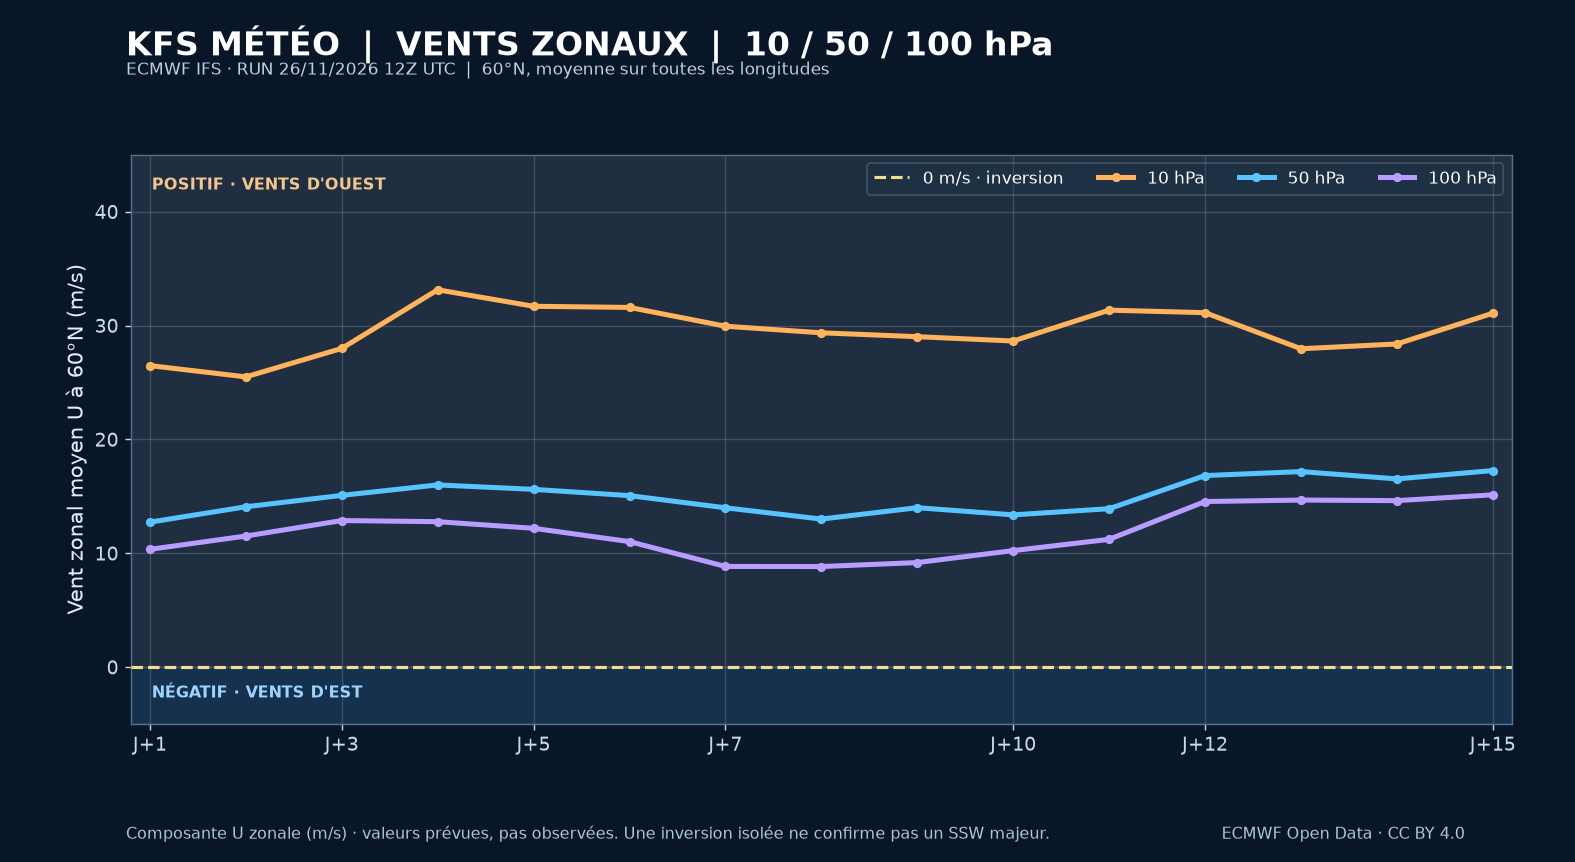 KFS MÉTÉO | VENTS ZONAUX | 10 / 50 / 100 hPa
ECMWF IFS · RUN 26/11/2026 12Z UTC | 60°N, moyenne sur toutes les longitudes
POSITIF · VENTS D'OUEST
0 m/s · inversion
10 hPa
50 hPa
100 hPa
Vent zonal moyen U à 60°N (m/s)
40
30
20
10
0
NÉGATIF · VENTS D'EST
J+1
J+3
J+5
J+7
J+10
J+12
J+15
Composante U zonale (m/s) · valeurs prévues, pas observées. Une inversion isolée ne confirme pas un SSW majeur.
ECMWF Open Data · CC BY 4.0